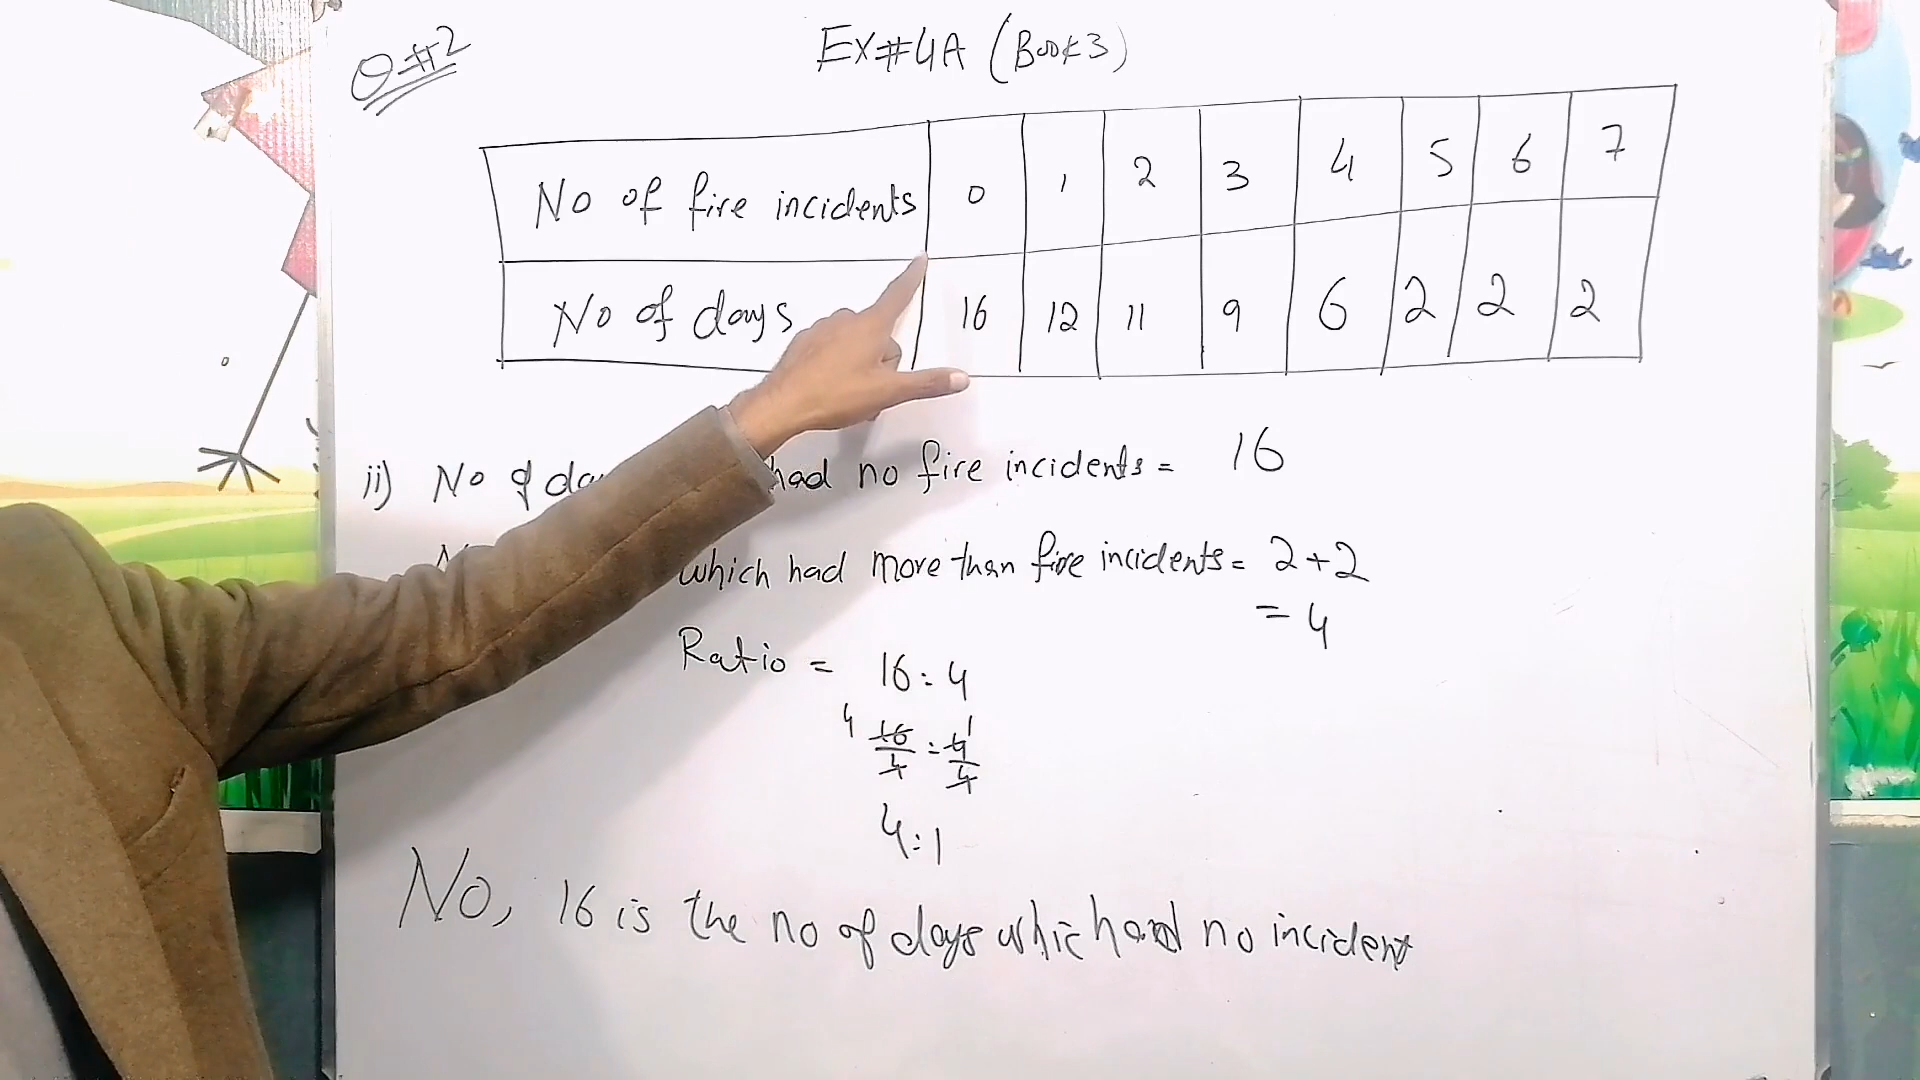 Q#2
EX#4A (Book 3)
No of fire incidents 0 1 2 3 4 5 6 7
No of days 16 12 11 9 6 2 2 2
ii) No of had no fire incidents = 16
which had more than five incidents = 2+2
= 4
Ratio = 16:4
4 16/4 : 4/4 1
4:1
No, 16 is the no of days which had no incident